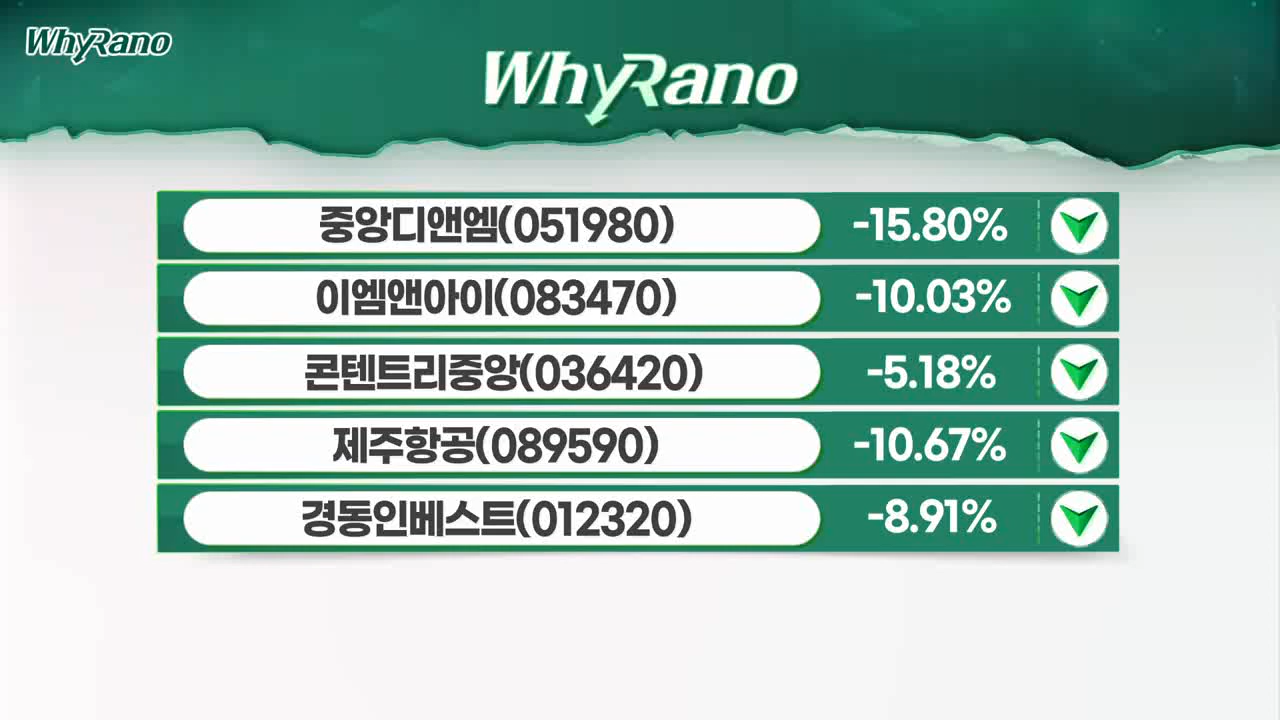 WhyRano
WhyRano
중앙디앤엠(051980) -15.80%
이엠앤아이(083470) -10.03%
콘텐트리중앙(036420) -5.18%
제주항공(089590) -10.67%
경동인베스트(012320) -8.91%